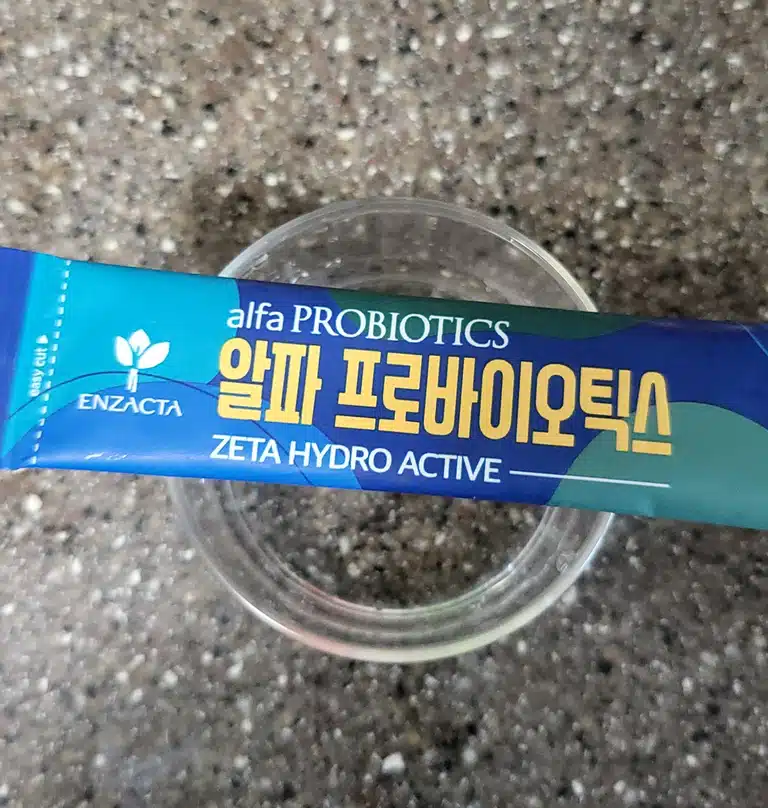 easy cut
ENZACTA
alfa PROBIOTICS
알파 프로바이오틱스
ZETA HYDRO ACTIVE